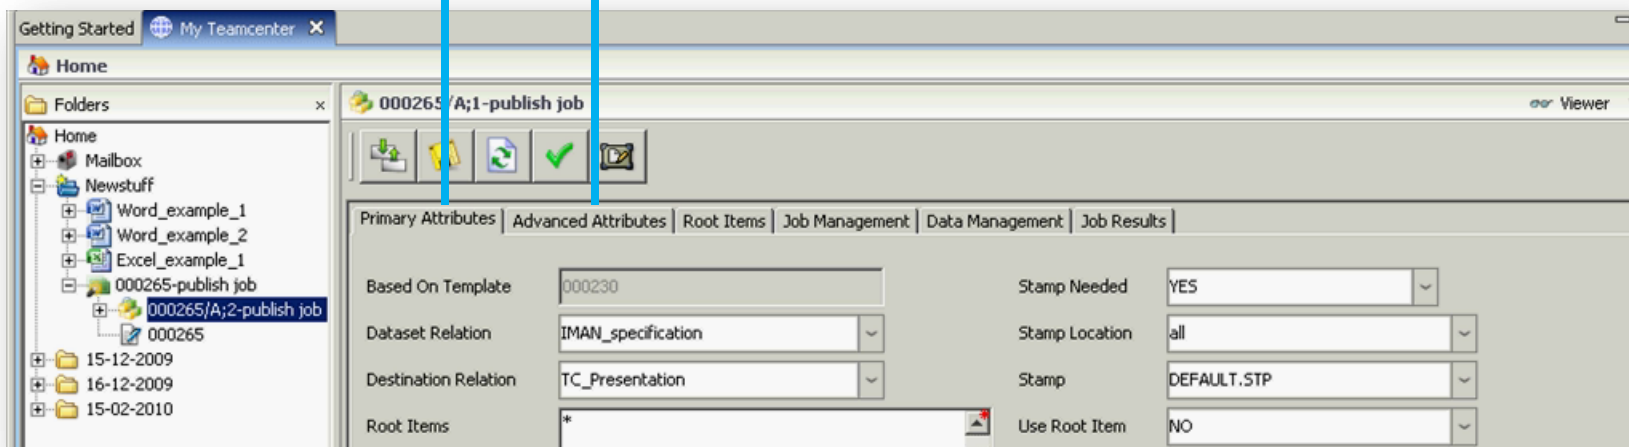 Getting Started My Teamcenter
Home
Folders
000265/A;1-publish job
Viewer
Home
Mailbox
Newstuff
Word_example_1
Word_example_2
Excel_example_1
000265-publish job
000265/A;2-publish job
000265
15-12-2009
16-12-2009
15-02-2010
Primary Attributes Advanced Attributes Root Items Job Management Data Management Job Results
Based On Template 000230 Stamp Needed YES
Dataset Relation IMAN_specification Stamp Location all
Destination Relation TC_Presentation Stamp DEFAULT.STP
Root Items * Use Root Item NO